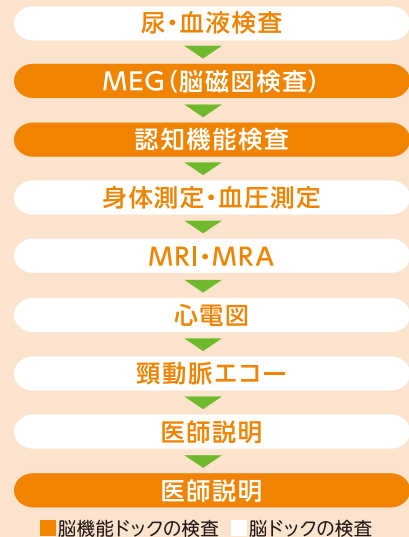 尿・血液検査
MEG(脳磁図検査)
認知機能検査
身体測定・血圧測定
MRI・MRA
心電図
頸動脈エコー
医師説明
医師説明
脳機能ドックの検査 脳ドックの検査